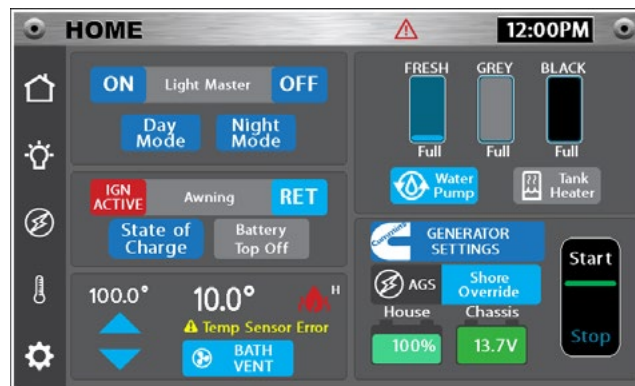 HOME
12:00PM
ON Light Master OFF
Day
Mode
Night
Mode
FRESH GREY BLACK
Full Full Full
Water
Pump
Tank
Heater
IGN
ACTIVE
Awning
RET
State of
Charge
Battery
Top Off
Cummins
GENERATOR
SETTINGS
AGS
Shore
Override
Start
Stop
House Chassis
100% 13.7V
100.0° 10.0° H
Temp Sensor Error
BATH
VENT